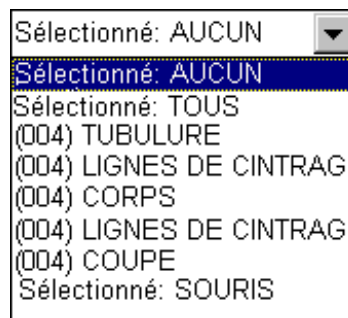 Sélectionné: AUCUN
Sélectionné: AUCUN
Sélectionné: TOUS
(004) TUBULURE
(004) LIGNES DE CINTRAG
(004) CORPS
(004) LIGNES DE CINTRAG
(004) COUPE
Sélectionné: SOURIS